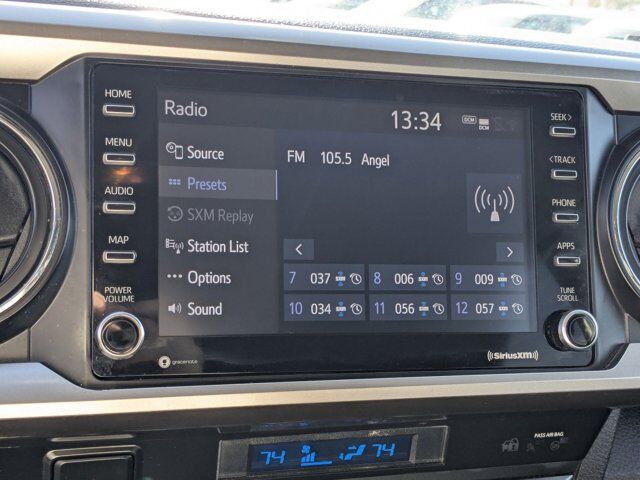 HOME
MENU
AUDIO
MAP
POWER
VOLUME
Radio
13:34
DCM
DCM
Source
Presets
SXM Replay
Station List
Options
Sound
FM 105.5 Angel
< >
7 037 8 006 9 009
10 034 11 056 12 057
SEEK>
<TRACK
PHONE
APPS
TUNE
SCROLL
gracenote
((SiriusXM))
74 74
PASS AIR BAG